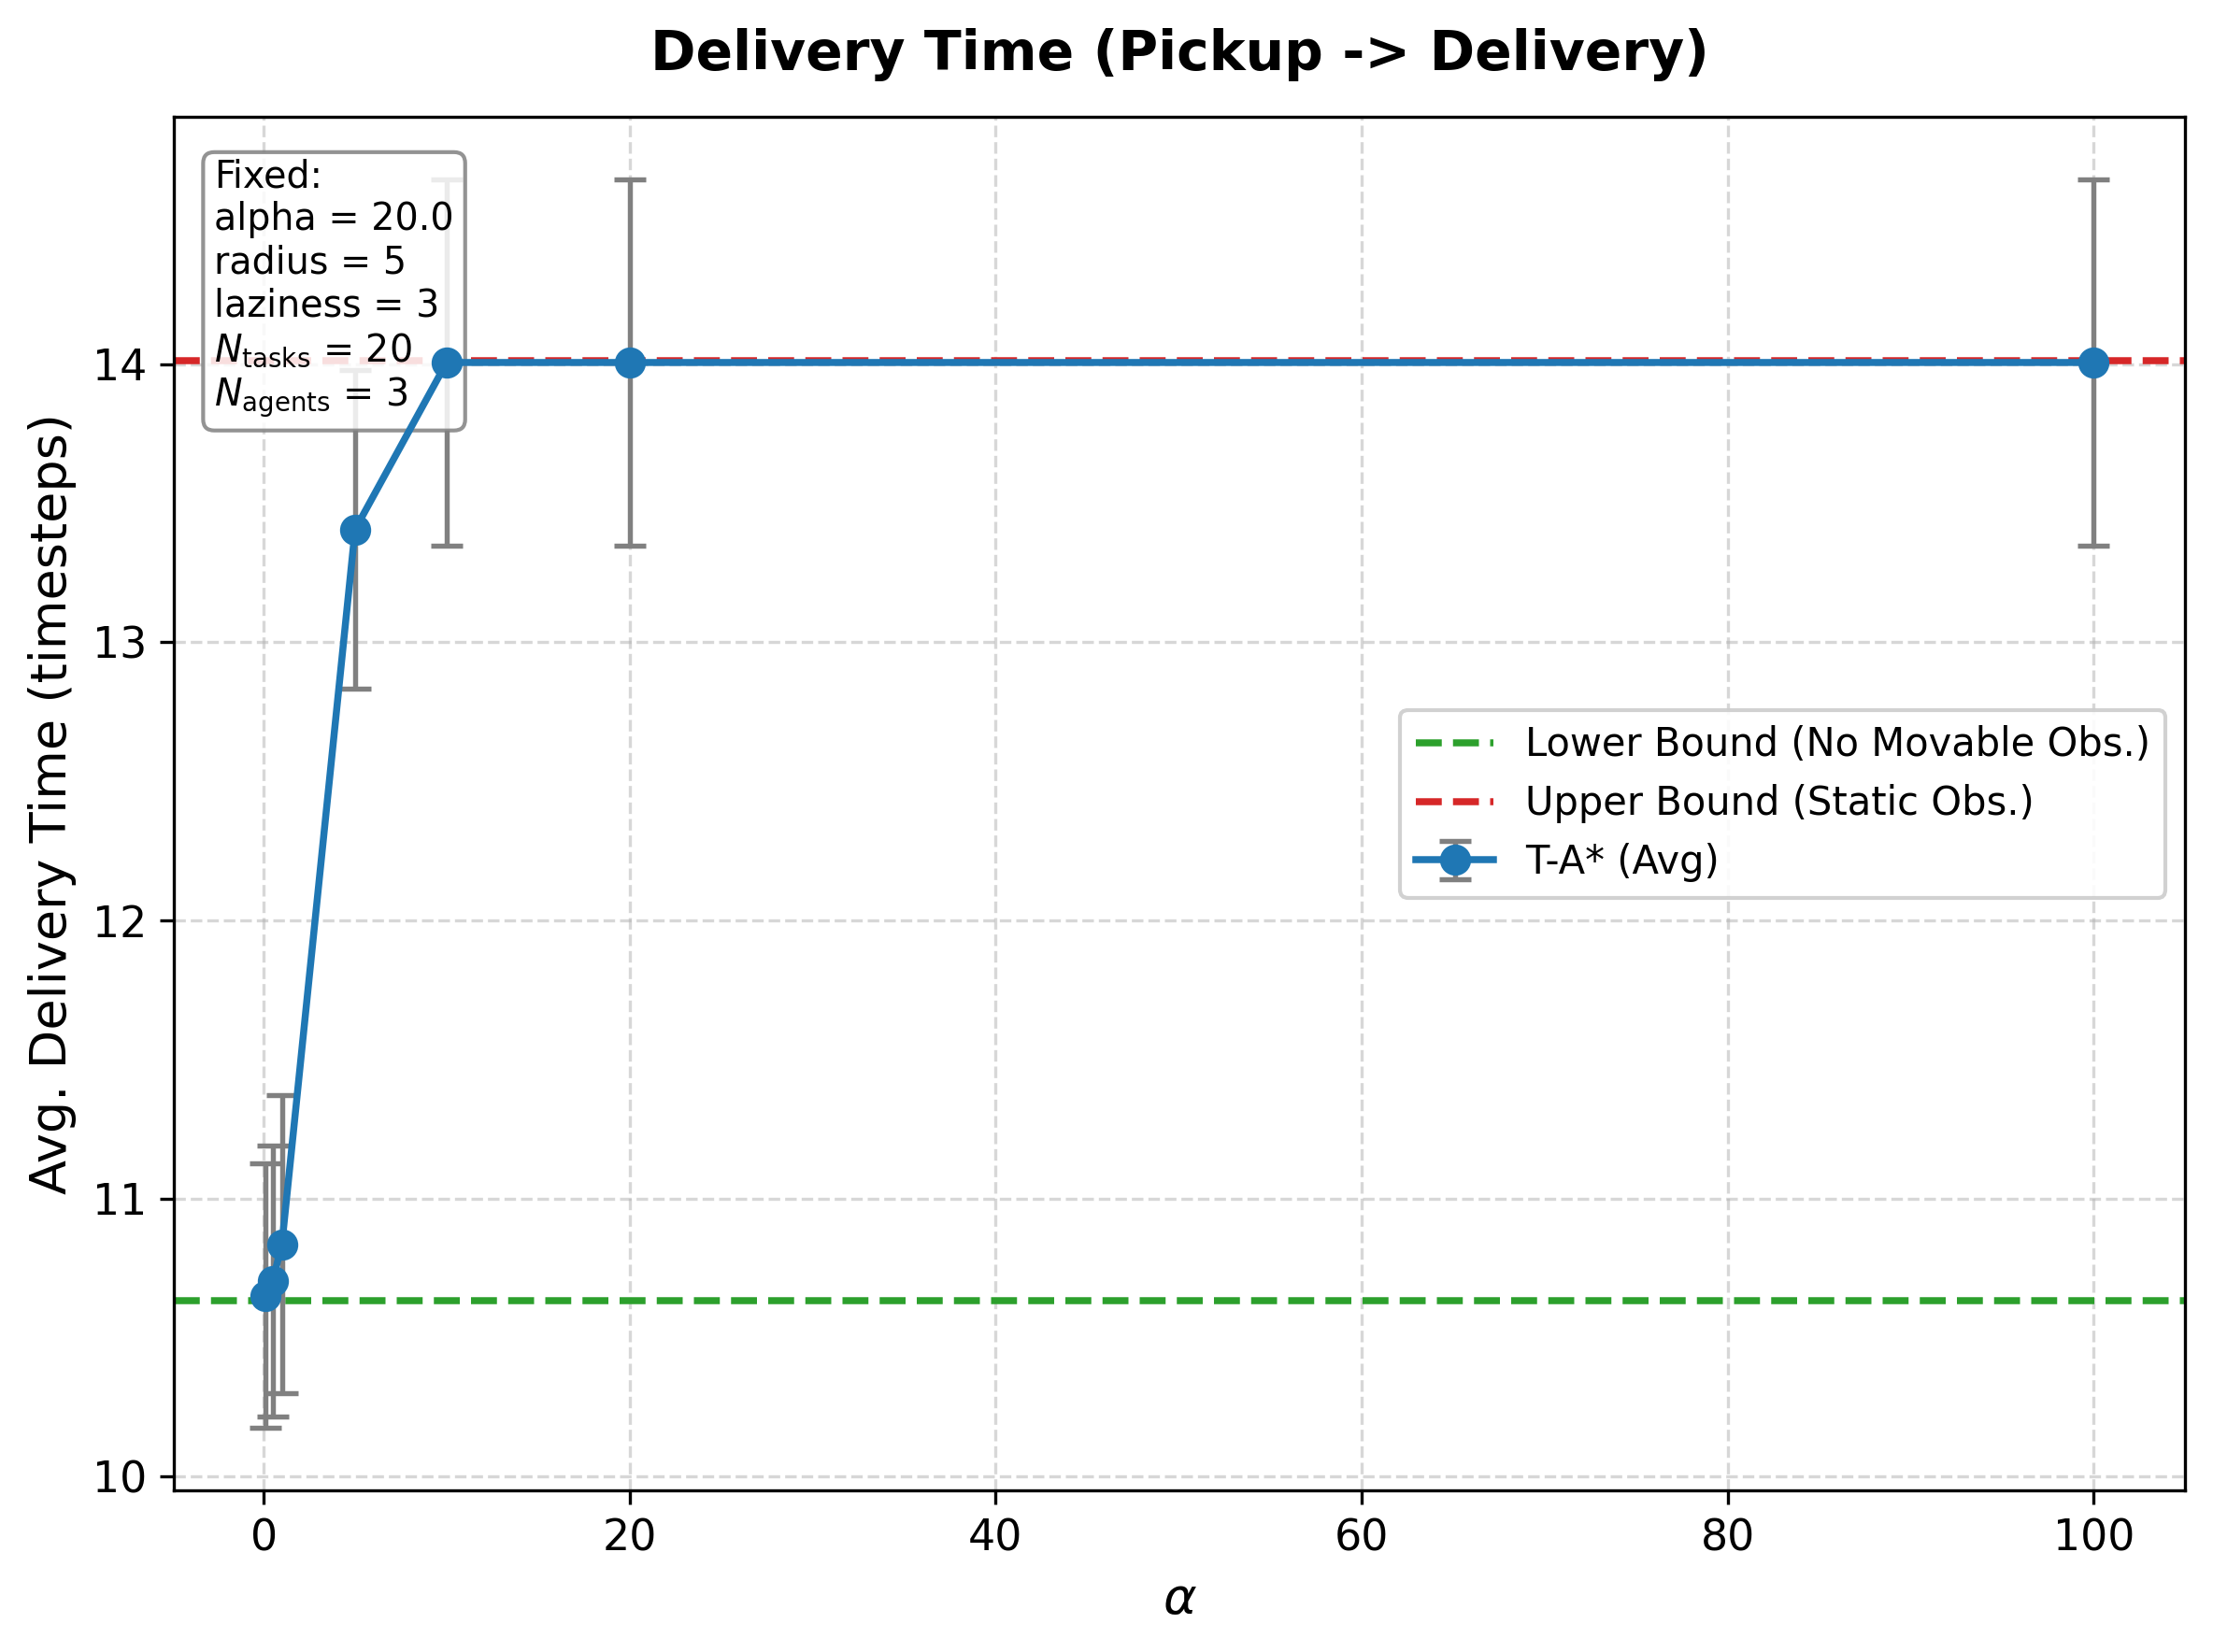 Delivery Time (Pickup -> Delivery)
Fixed:
alpha = 20.0
radius = 5
laziness = 3
N_tasks = 20
N_agents = 3
Avg. Delivery Time (timesteps)
14
13
12
11
10
Lower Bound (No Movable Obs.)
Upper Bound (Static Obs.)
T-A* (Avg)
0 20 40 60 80 100
α